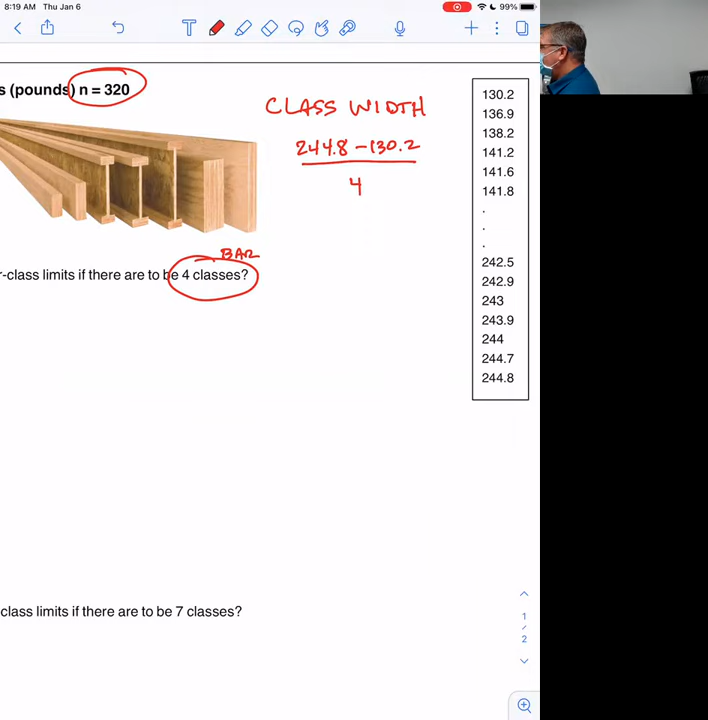 8:19 AM Thu Jan 6
99%
T
s (pounds) n = 320
CLASS WIDTH
244.8 - 130.2
4
BAR
r-class limits if there are to be 4 classes?
130.2
136.9
138.2
141.2
141.6
141.8
.
.
.
242.5
242.9
243
243.9
244
244.7
244.8
class limits if there are to be 7 classes?
1
/
2